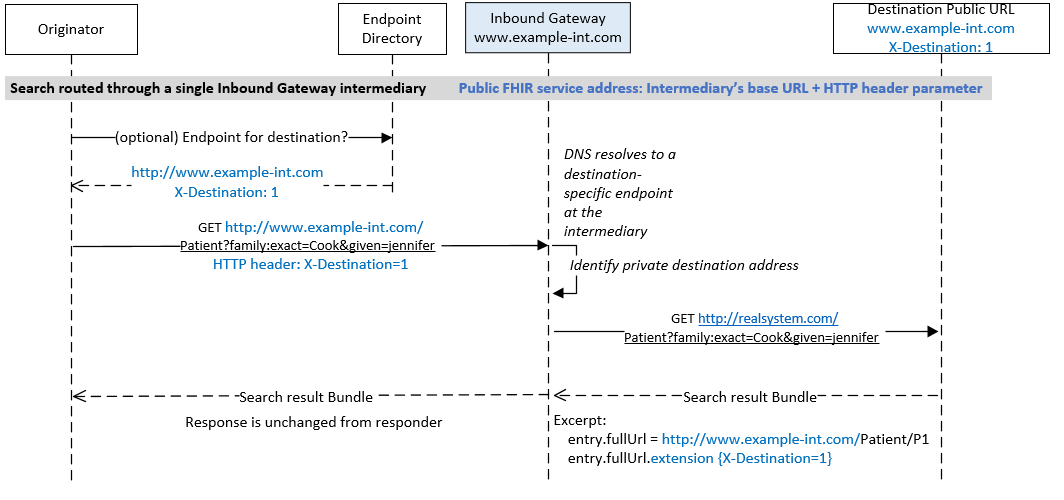 Originator
Endpoint
Directory
Inbound Gateway
www.example-int.com
Destination Public URL
www.example-int.com
X-Destination: 1
Search routed through a single Inbound Gateway intermediary
Public FHIR service address: Intermediary's base URL + HTTP header parameter
(optional) Endpoint for destination?
http://www.example-int.com
X-Destination: 1
DNS resolves to a
destination-
specific endpoint
at the
intermediary
GET http://www.example-int.com/
Patient?family:exact=Cook&given=jennifer
HTTP header: X-Destination=1
Identify private destination address
GET http://realsystem.com/
Patient?family:exact=Cook&given=jennifer
Search result Bundle
Search result Bundle
Response is unchanged from responder
Excerpt:
entry.fullUrl = http://www.example-int.com/Patient/P1
entry.fullUrl.extension {X-Destination=1}